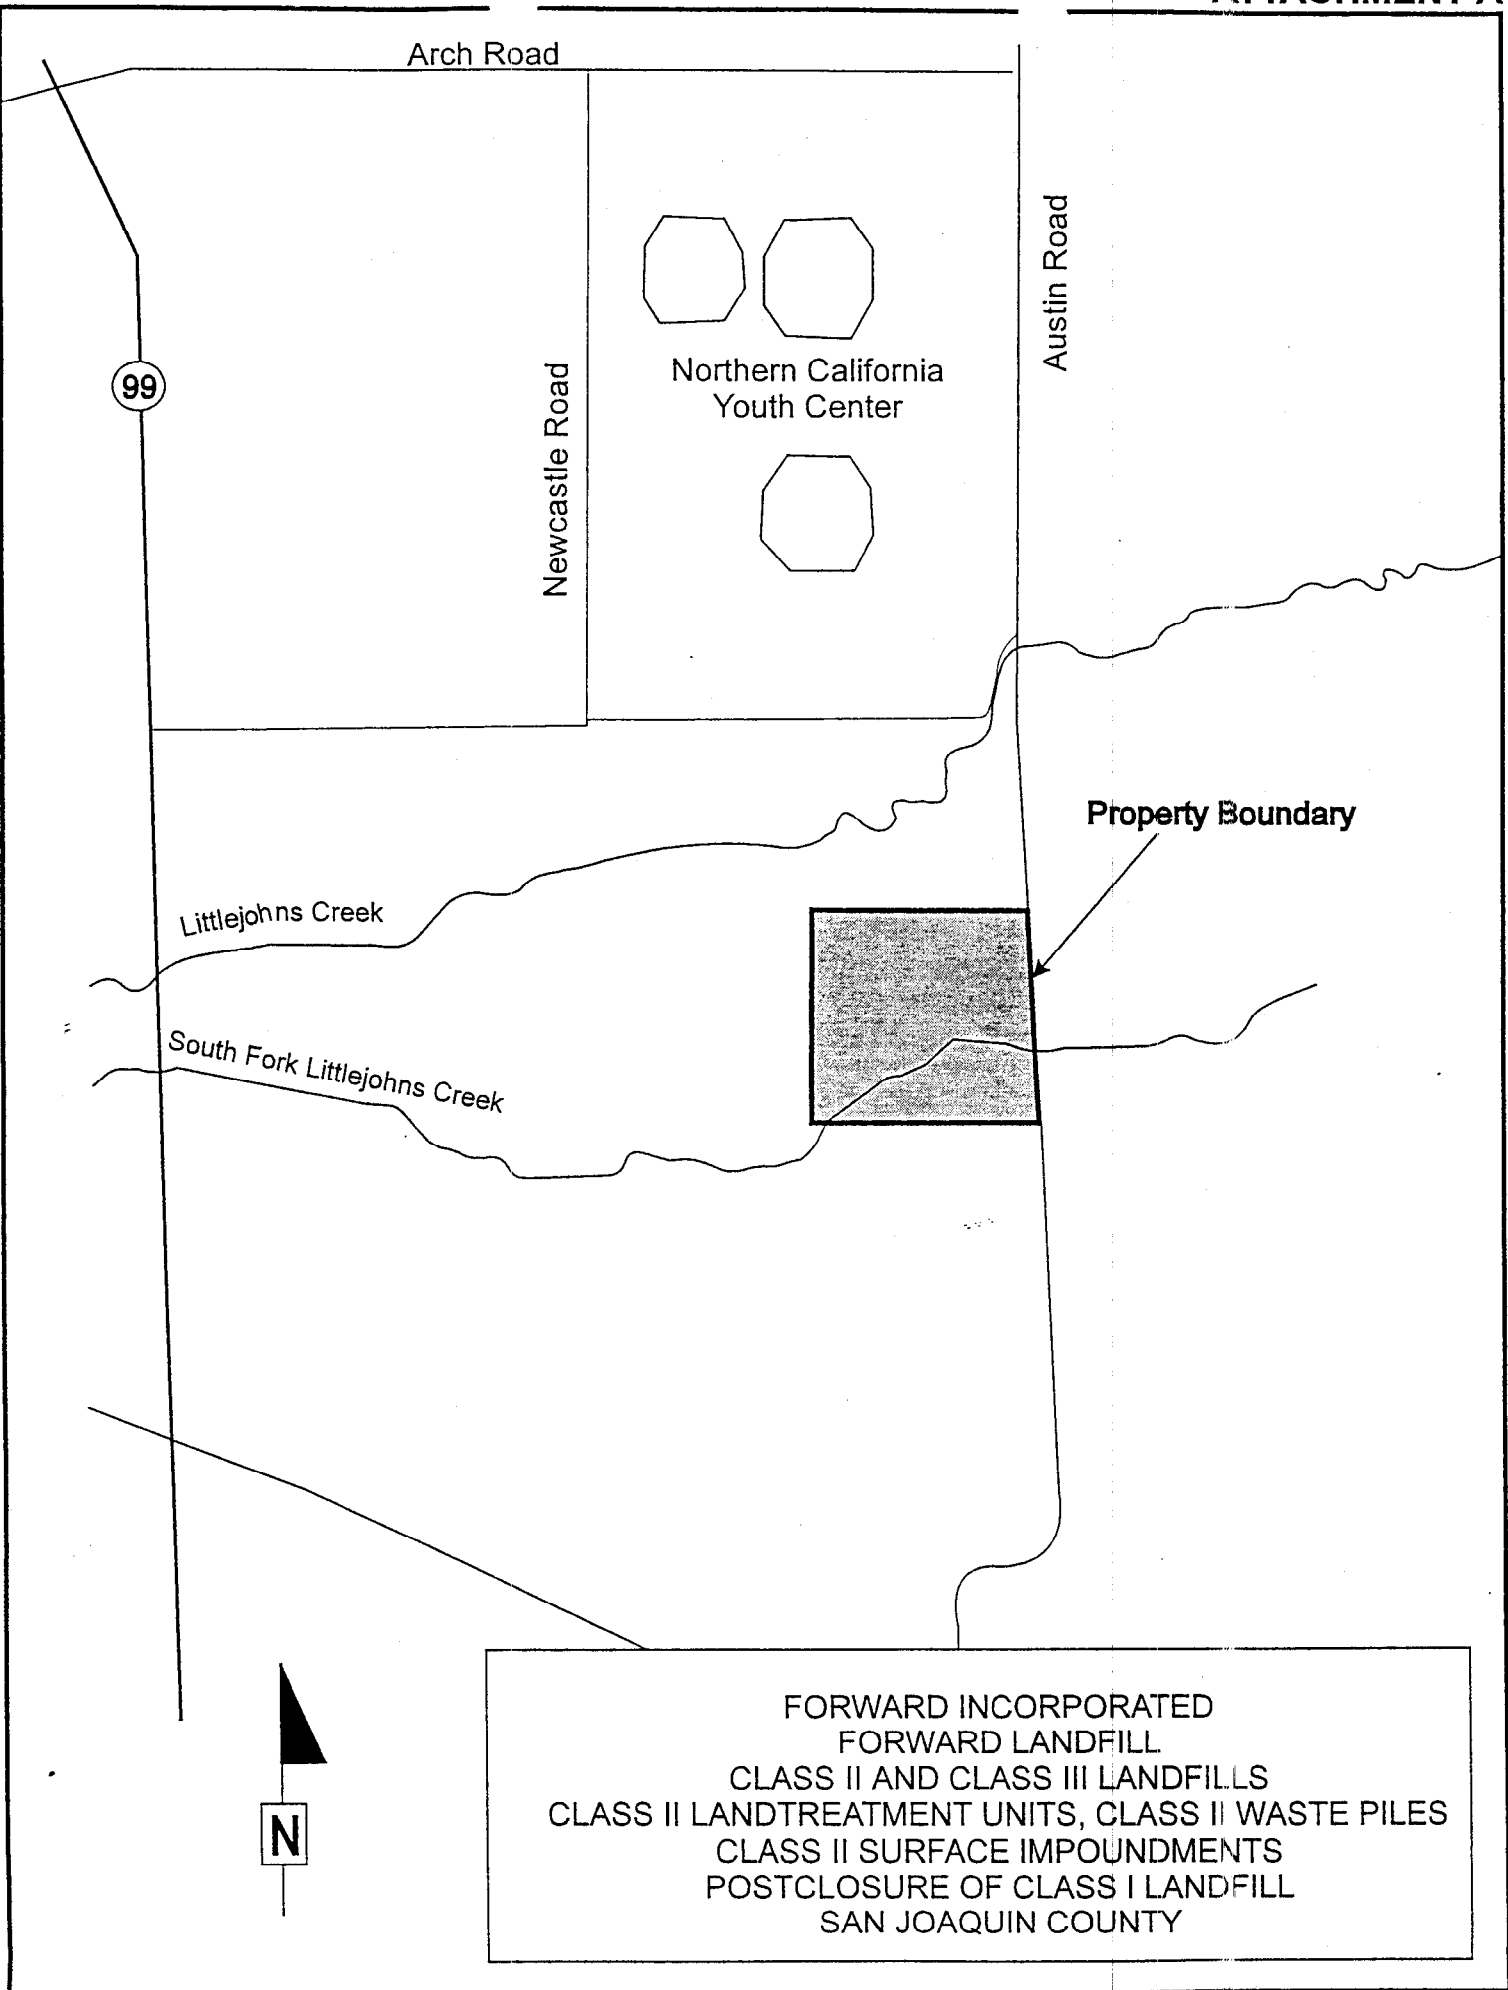 ATTACHMENT A
Arch Road
Austin Road
99
Northern California
Youth Center
Newcastle Road
Property Boundary
Littlejohns Creek
South Fork Littlejohns Creek
N
FORWARD INCORPORATED
FORWARD LANDFILL
CLASS II AND CLASS III LANDFILLS
CLASS II LANDTREATMENT UNITS, CLASS II WASTE PILES
CLASS II SURFACE IMPOUNDMENTS
POSTCLOSURE OF CLASS I LANDFILL
SAN JOAQUIN COUNTY